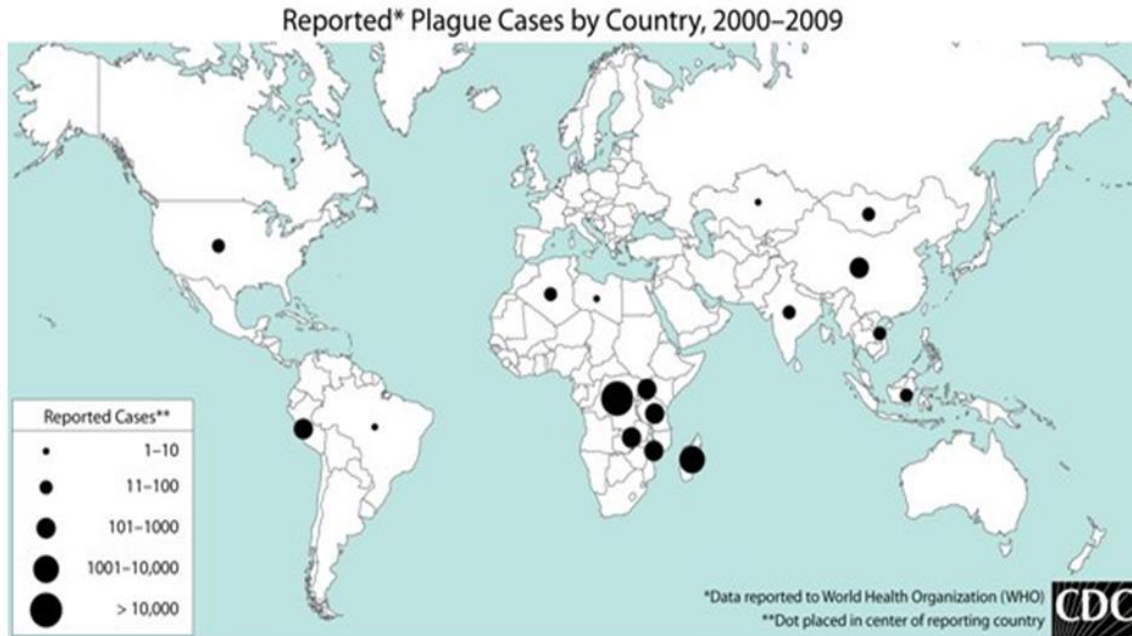 Reported* Plague Cases by Country, 2000–2009
Reported Cases**
1–10
11–100
101–1000
1001–10,000
> 10,000
*Data reported to World Health Organization (WHO)
**Dot placed in center of reporting country
CDC